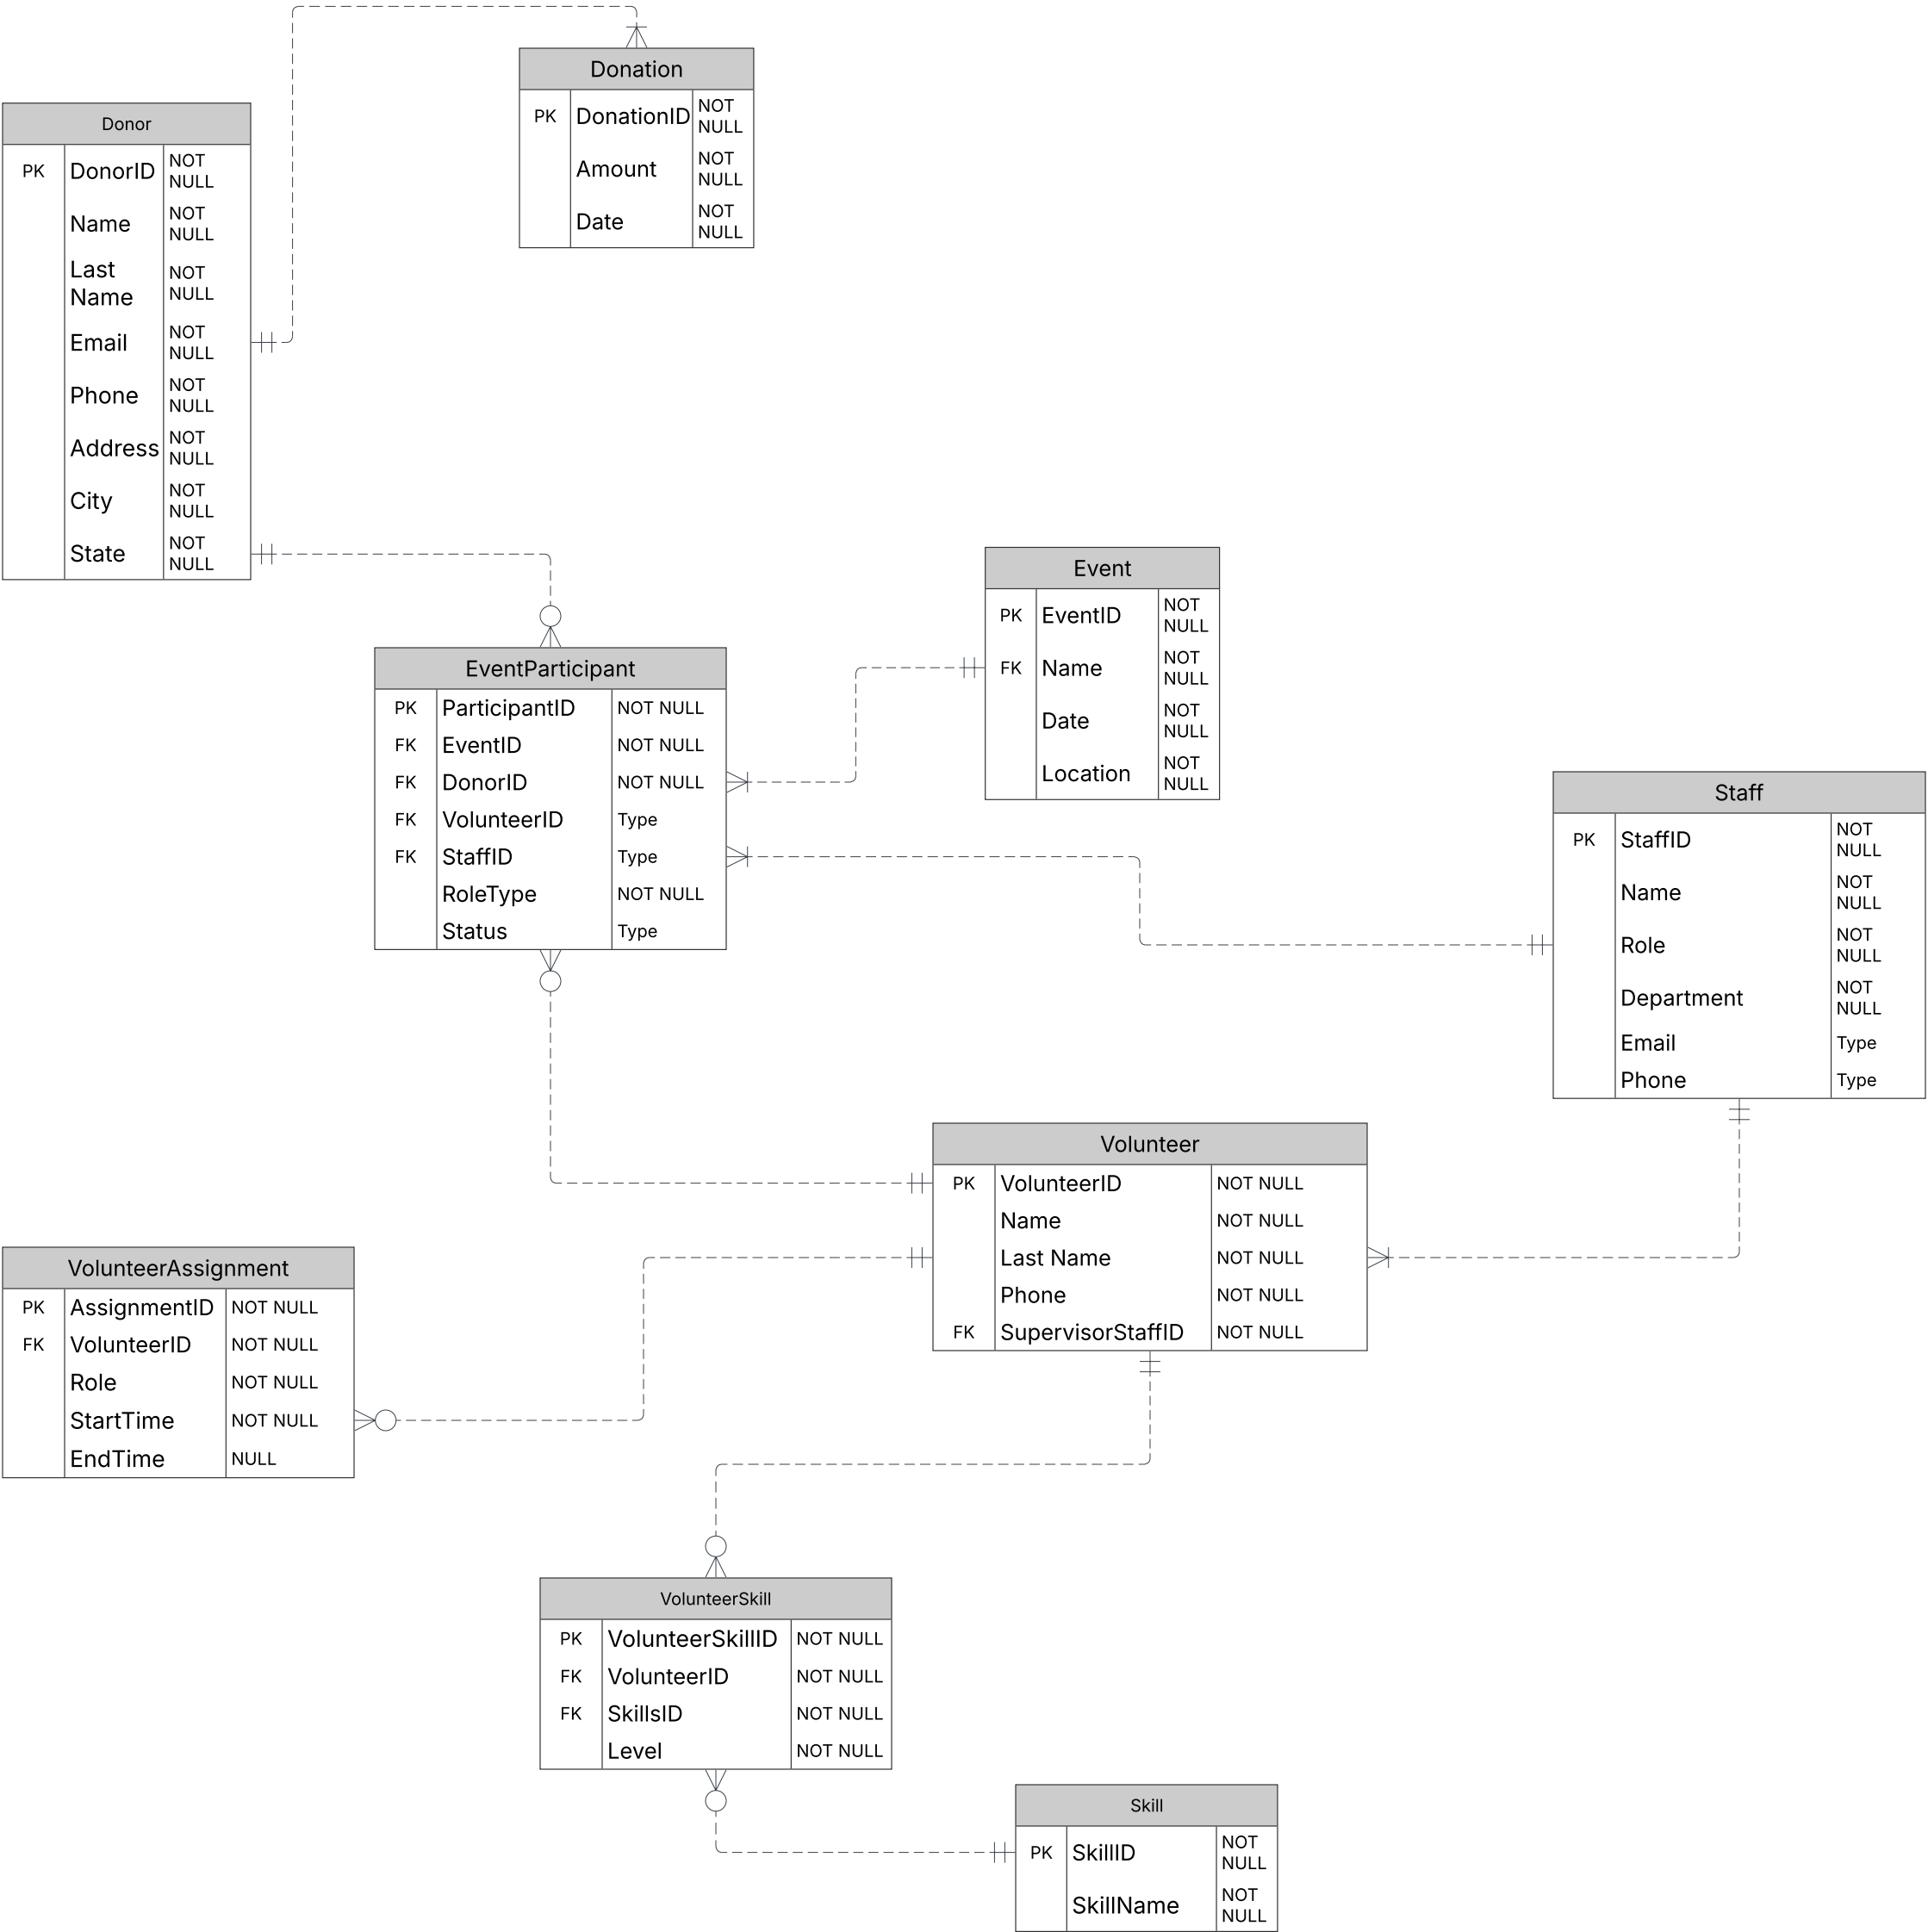 Donation
PK DonationID NOT NULL
Amount NOT NULL
Date NOT NULL
Donor
PK DonorID NOT NULL
Name NOT NULL
Last Name NOT NULL
Email NOT NULL
Phone NOT NULL
Address NOT NULL
City NOT NULL
State NOT NULL
Event
PK EventID NOT NULL
FK Name NOT NULL
Date NOT NULL
Location NOT NULL
EventParticipant
PK ParticipantID NOT NULL
FK EventID NOT NULL
FK DonorID NOT NULL
FK VolunteerID Type
FK StaffID Type
RoleType NOT NULL
Status Type
Staff
PK StaffID NOT NULL
Name NOT NULL
Role NOT NULL
Department NOT NULL
Email Type
Phone Type
Volunteer
PK VolunteerID NOT NULL
Name NOT NULL
Last Name NOT NULL
Phone NOT NULL
FK SupervisorStaffID NOT NULL
VolunteerAssignment
PK AssignmentID NOT NULL
FK VolunteerID NOT NULL
Role NOT NULL
StartTime NOT NULL
EndTime NULL
VolunteerSkill
PK VolunteerSkillID NOT NULL
FK VolunteerID NOT NULL
FK SkillsID NOT NULL
Level NOT NULL
Skill
PK SkillID NOT NULL
SkillName NOT NULL